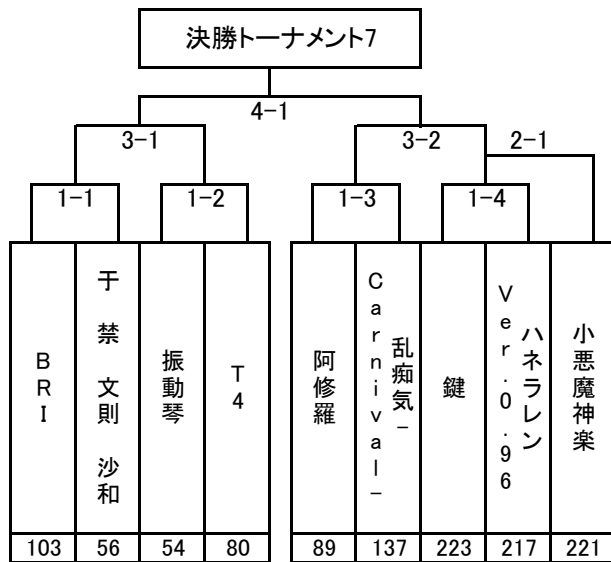 決勝トーナメント7
4-1
3-1
3-2
2-1
1-1
1-2
1-3
1-4
BRI
于 禁 文則 沙和
振動琴
T4
阿修羅
乱痴気-
Carnival-
鍵
ハネラレン
Ver.0.96
小悪魔神楽
103
56
54
80
89
137
223
217
221